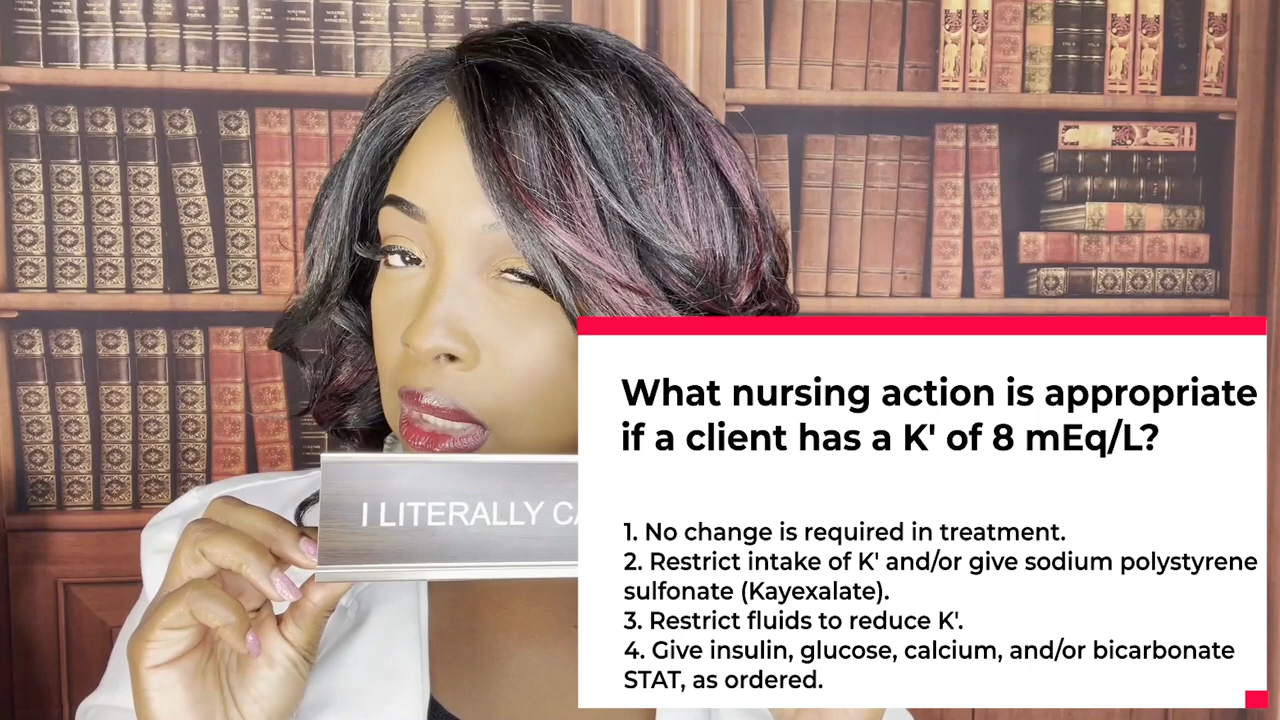 I LITERALLY CA
What nursing action is appropriate
if a client has a K' of 8 mEq/L?
1. No change is required in treatment.
2. Restrict intake of K' and/or give sodium polystyrene
sulfonate (Kayexalate).
3. Restrict fluids to reduce K'.
4. Give insulin, glucose, calcium, and/or bicarbonate
STAT, as ordered.